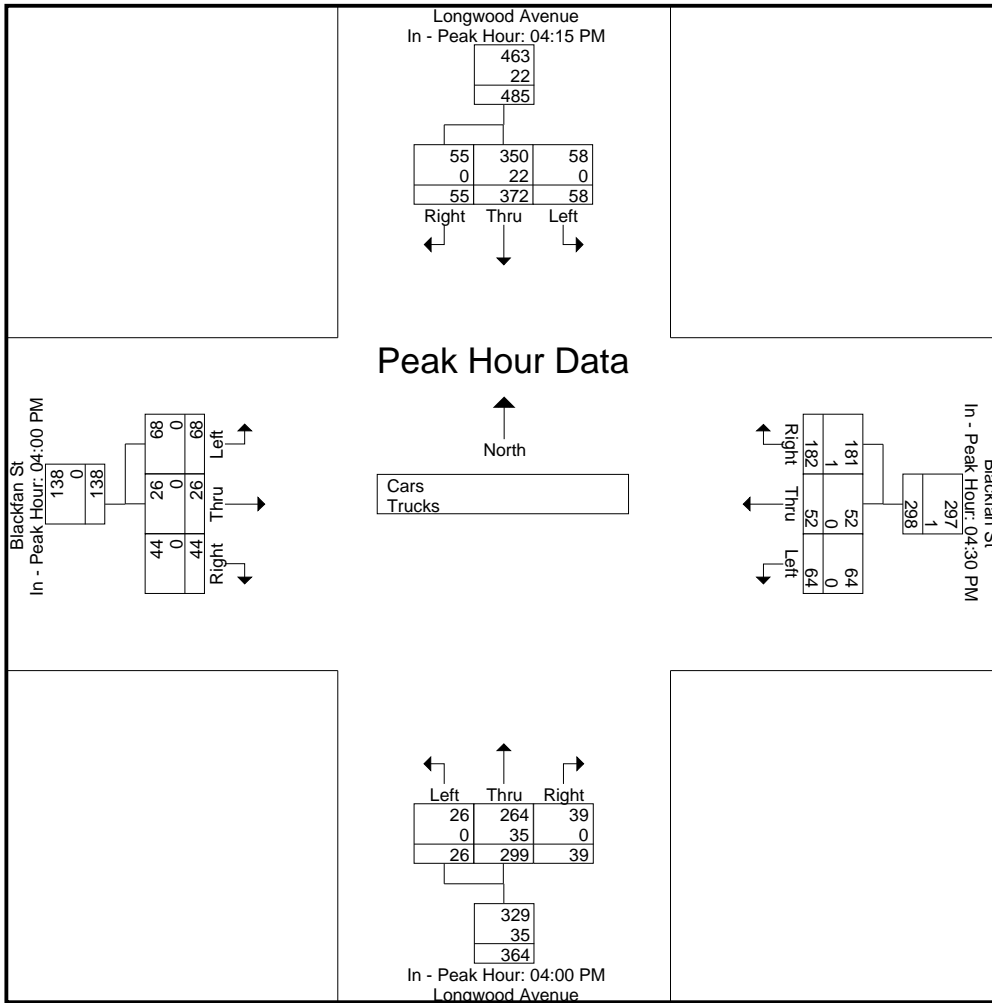 Longwood Avenue
In - Peak Hour: 04:15 PM
463
22
485
55 350 58
0 22 0
55 372 58
Right Thru Left
Peak Hour Data
North
Cars
Trucks
Blackfan St
In - Peak Hour: 04:00 PM
138
0
138
68 0 68
26 0 26
44 0 44
Left
Thru
Right
Right
Thru
Left
181 1 182
52 0 52
64 0 64
297
1
298
In - Peak Hour: 04:30 PM
Blackfan St
Left Thru Right
26 264 39
0 35 0
26 299 39
329
35
364
In - Peak Hour: 04:00 PM
Longwood Avenue